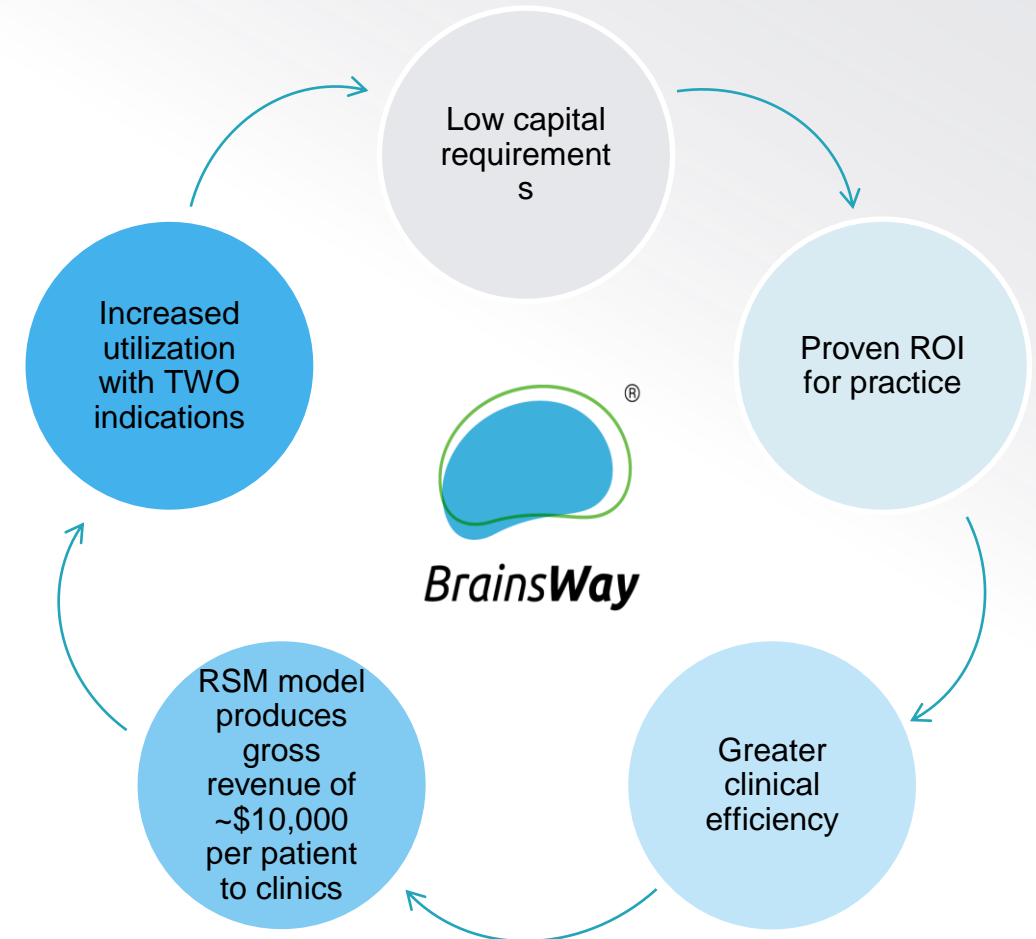 Low capital
requirement
s
Proven ROI
for practice
Greater
clinical
efficiency
RSM model
produces
gross
revenue of
~$10,000
per patient
to clinics
Increased
utilization
with TWO
indications
®
BrainsWay